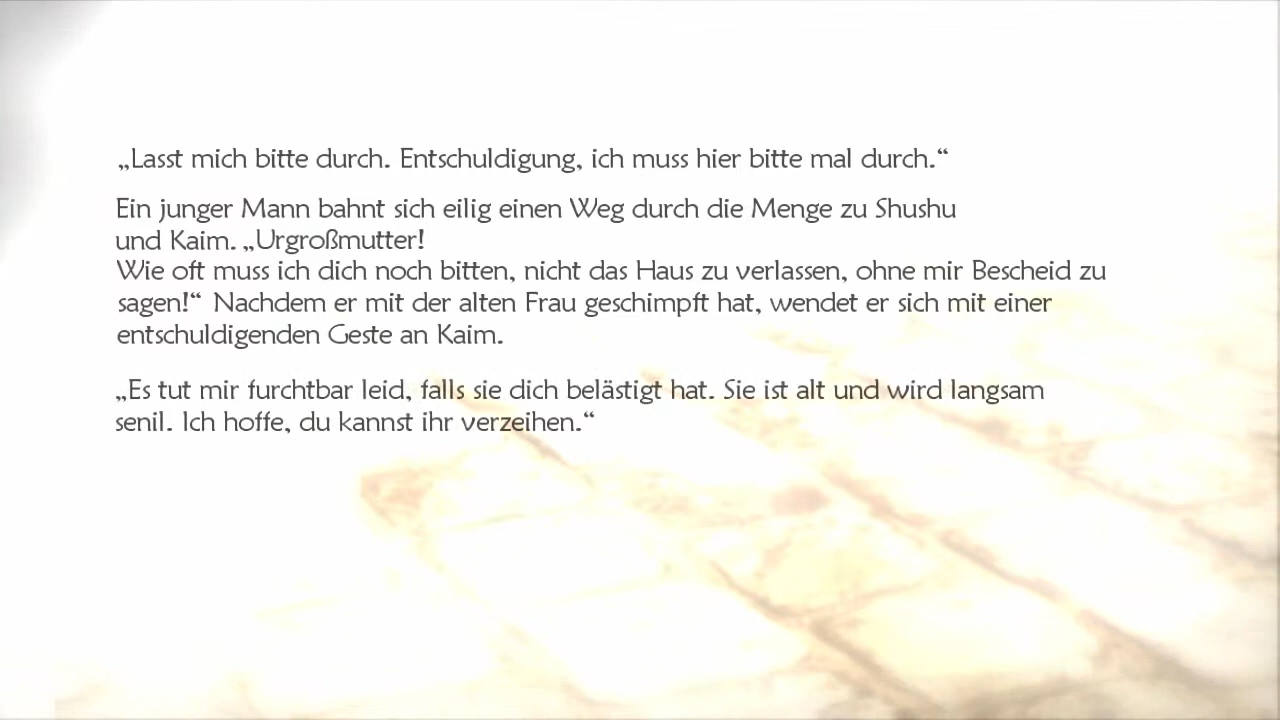 „Lasst mich bitte durch. Entschuldigung, ich muss hier bitte mal durch.“
Ein junger Mann bahnt sich eilig einen Weg durch die Menge zu Shushu
und Kaim. „Urgroßmutter!
Wie oft muss ich dich noch bitten, nicht das Haus zu verlassen, ohne mir Bescheid zu
sagen!“ Nachdem er mit der alten Frau geschimpft hat, wendet er sich mit einer
entschuldigenden Geste an Kaim.
„Es tut mir furchtbar leid, falls sie dich belästigt hat. Sie ist alt und wird langsam
senil. Ich hoffe, du kannst ihr verzeihen.“